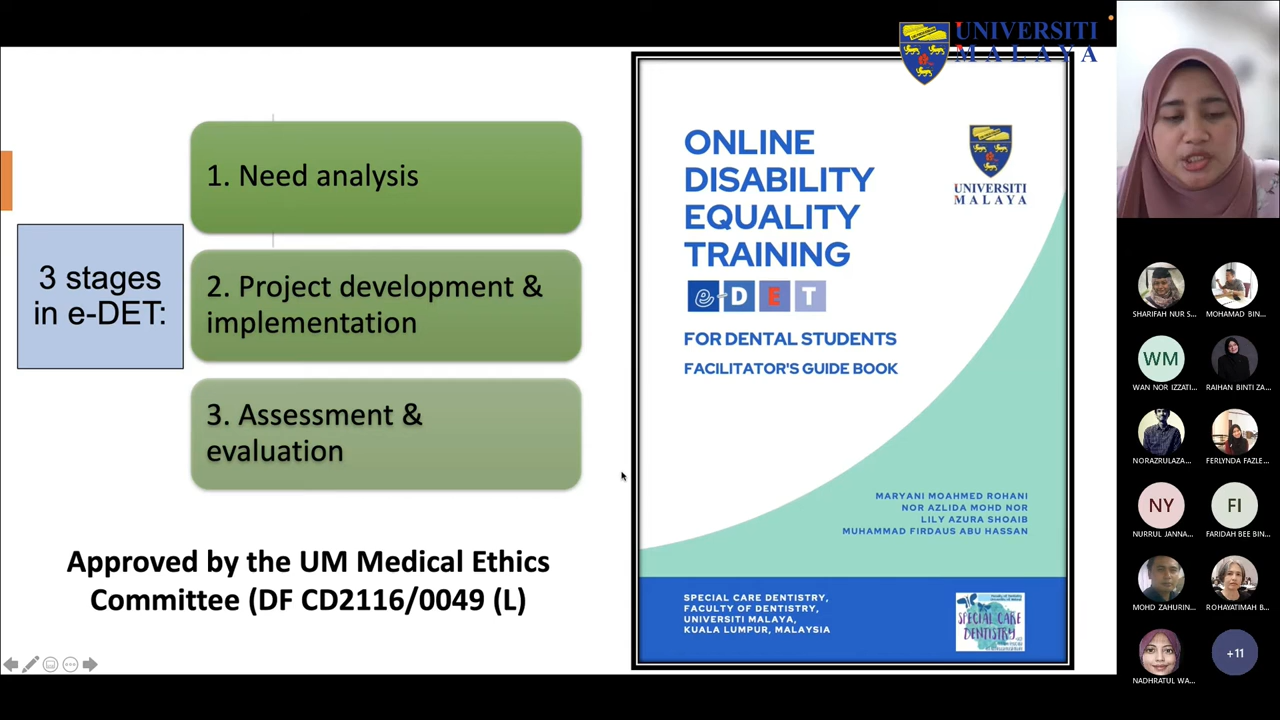 UNIVERSITI
MALAYA
3 stages
in e-DET:
1. Need analysis
2. Project development &
implementation
3. Assessment &
evaluation
Approved by the UM Medical Ethics
Committee (DF CD2116/0049 (L)
ONLINE
DISABILITY
EQUALITY
TRAINING
e-DET
FOR DENTAL STUDENTS
FACILITATOR'S GUIDE BOOK
UNIVERSITI
MALAYA
MARYANI MOAHMED ROHANI
NOR AZLIDA MOHD NOR
LILY AZURA SHOAIB
MUHAMMAD FIRDAUS ABU HASSAN
SPECIAL CARE DENTISTRY,
FACULTY OF DENTISTRY,
UNIVERSITI MALAYA,
KUALA LUMPUR, MALAYSIA
SPECIAL CARE
DENTISTRY
SHARIFAH NUR S...
MOHAMAD BIN...
WM
WAN NOR IZZATI...
RAIHAN BINTI ZA...
NORAZRULAZA...
FERLYNDA FAZLE...
NY
NURRUL JANNA...
FI
FARIDAH BEE BIN...
MOHD ZAHURIN...
ROHAYATIMAH B...
NADHRATUL WA...
+11